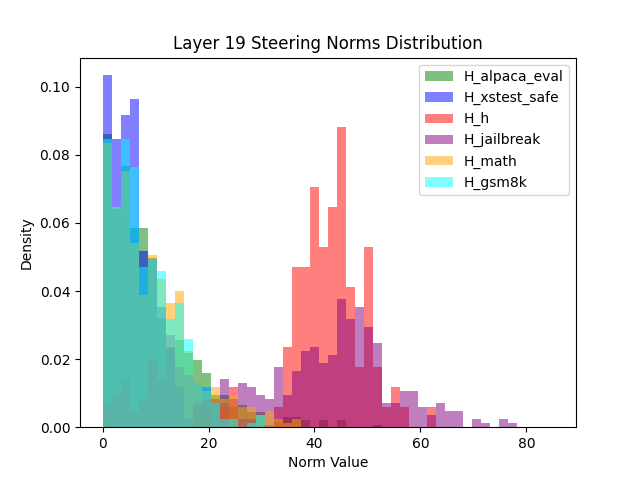 Layer 19 Steering Norms Distribution
H_alpaca_eval
H_xstest_safe
H_h
H_jailbreak
H_math
H_gsm8k
Density
0.10
0.08
0.06
0.04
0.02
0.00
0
20
40
60
80
Norm Value